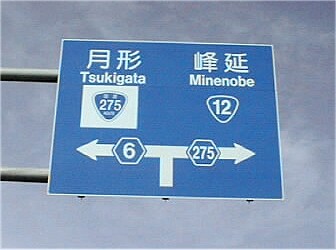 月形 峰延
Tsukigata Minenobe
275 12
6 275